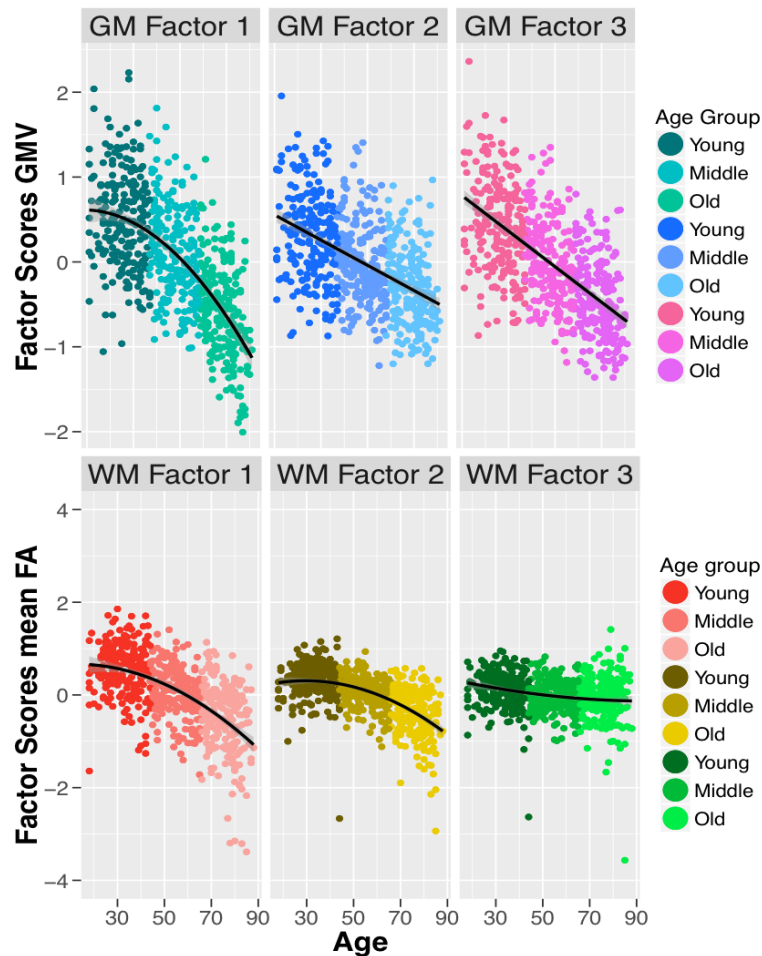 GM Factor 1 GM Factor 2 GM Factor 3
Factor Scores GMV
2
1
0
−1
−2
Age Group
Young
Middle
Old
Young
Middle
Old
Young
Middle
Old
WM Factor 1 WM Factor 2 WM Factor 3
Factor Scores mean FA
4
2
0
−2
−4
Age group
Young
Middle
Old
Young
Middle
Old
Young
Middle
Old
30 50 70 90 30 50 70 90 30 50 70 90
Age